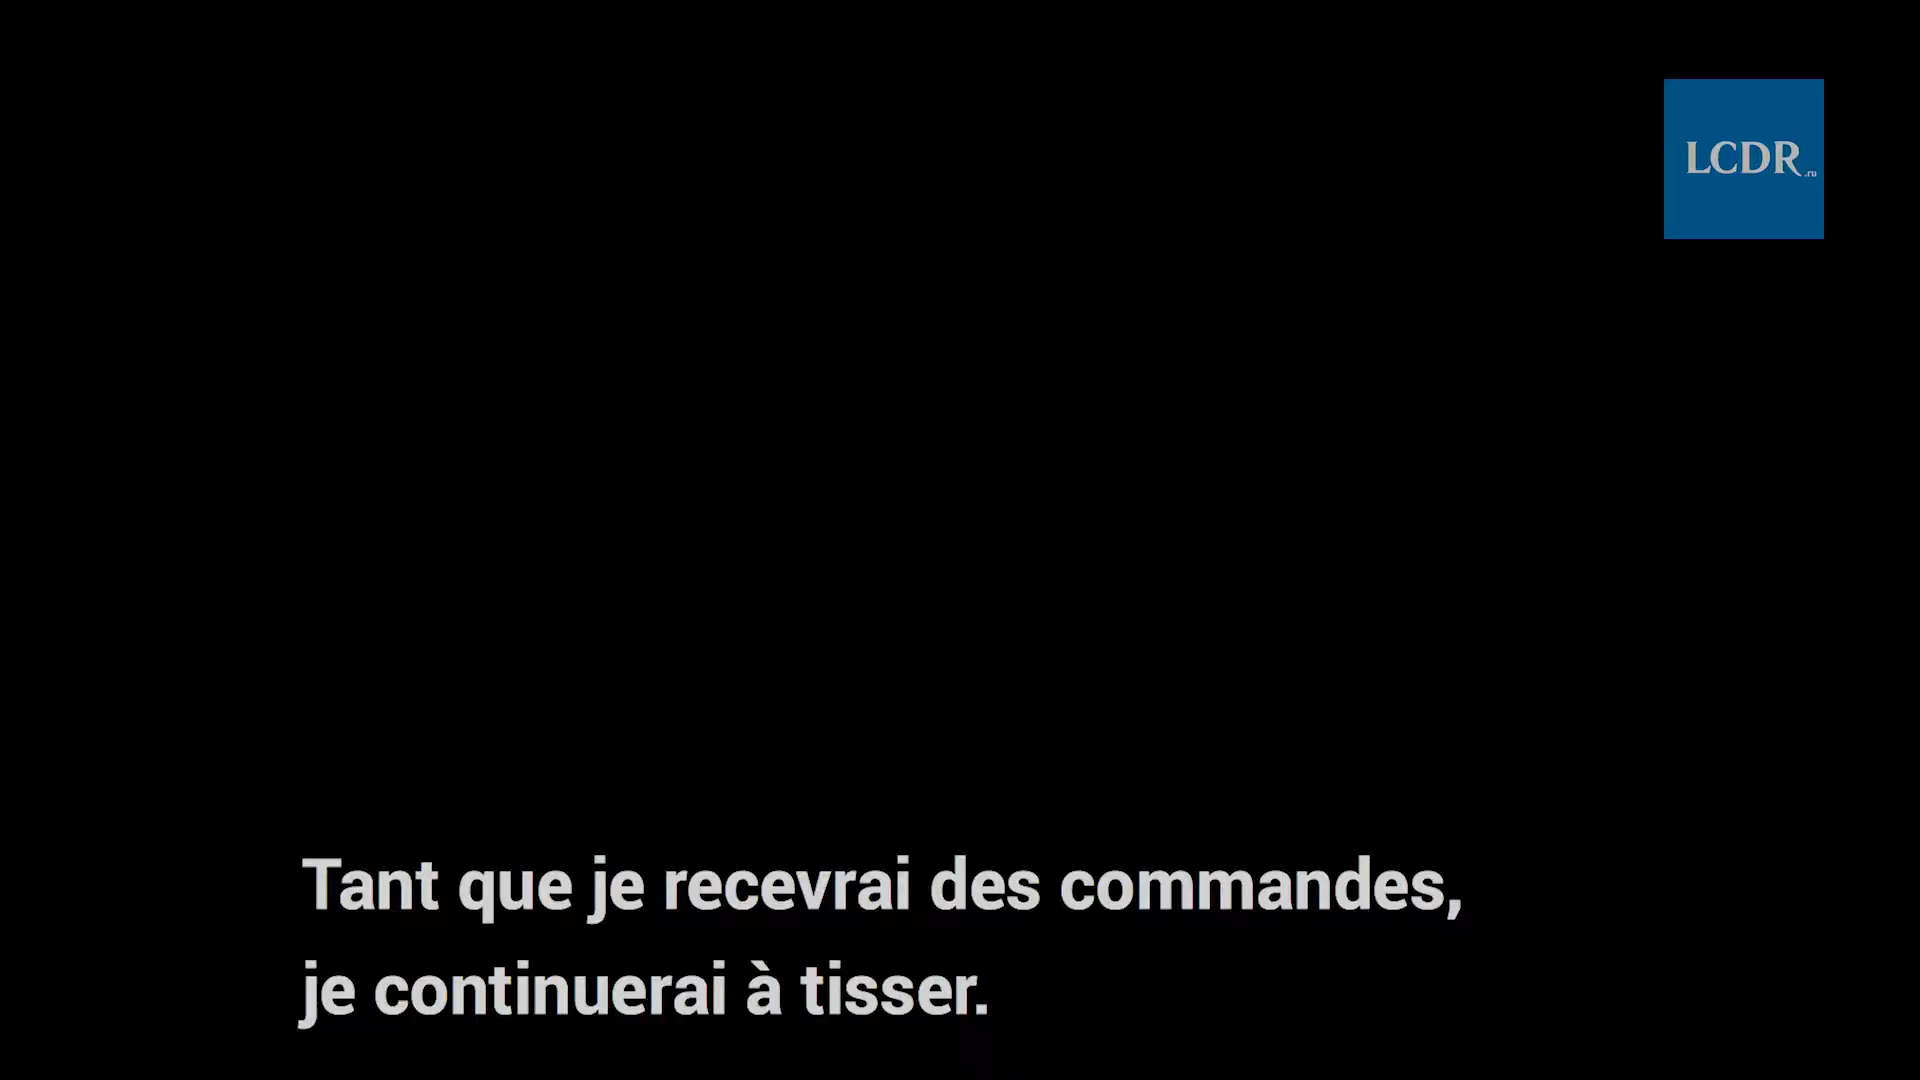 LCDR.ru
Tant que je recevrai des commandes,
je continuerai à tisser.